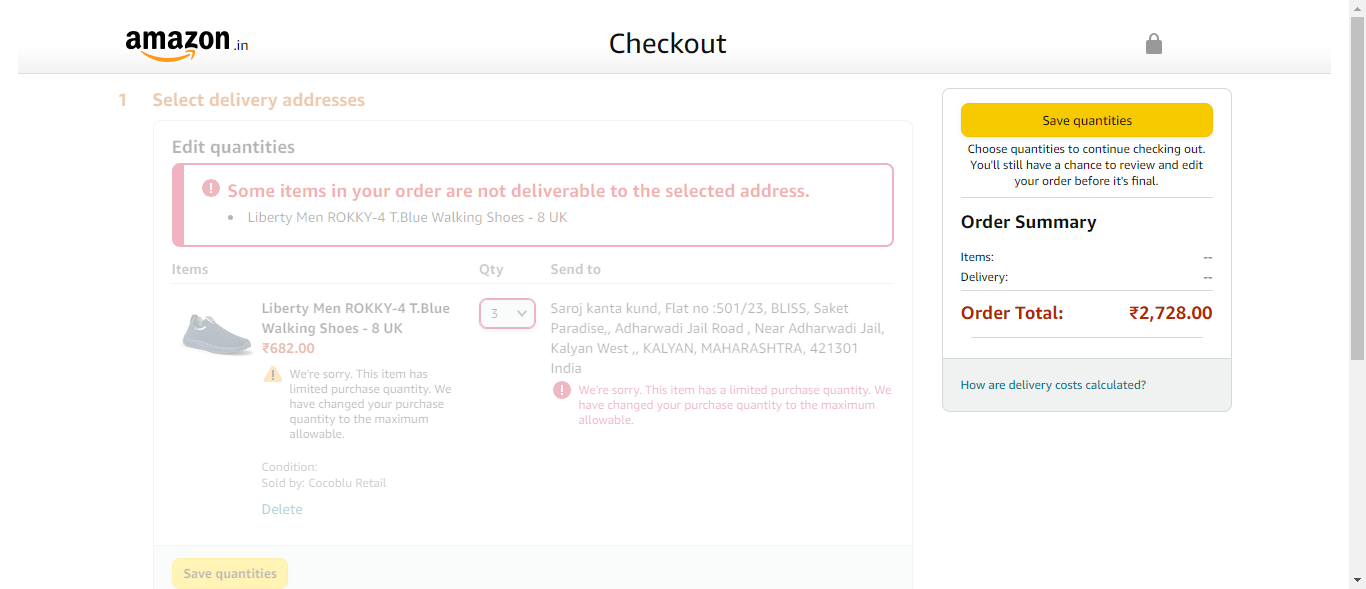 amazon.in
Checkout
1 Select delivery addresses
Save quantities
Choose quantities to continue checking out.
You'll still have a chance to review and edit
your order before it's final.
Order Summary
Items: --
Delivery: --
Order Total: ₹2,728.00
How are delivery costs calculated?
Edit quantities
Some items in your order are not deliverable to the selected address.
• Liberty Men ROKKY-4 T.Blue Walking Shoes - 8 UK
Items Qty Send to
Liberty Men ROKKY-4 T.Blue
Walking Shoes - 8 UK
₹682.00
We're sorry. This item has
limited purchase quantity. We
have changed your purchase
quantity to the maximum
allowable.
Condition:
Sold by: Cocoblu Retail
Delete
3
Saroj kanta kund, Flat no :501/23, BLISS, Saket
Paradise,, Adharwadi Jail Road , Near Adharwadi Jail,
Kalyan West ,, KALYAN, MAHARASHTRA, 421301
India
We're sorry. This item has a limited purchase quantity. We
have changed your purchase quantity to the maximum
allowable.
Save quantities